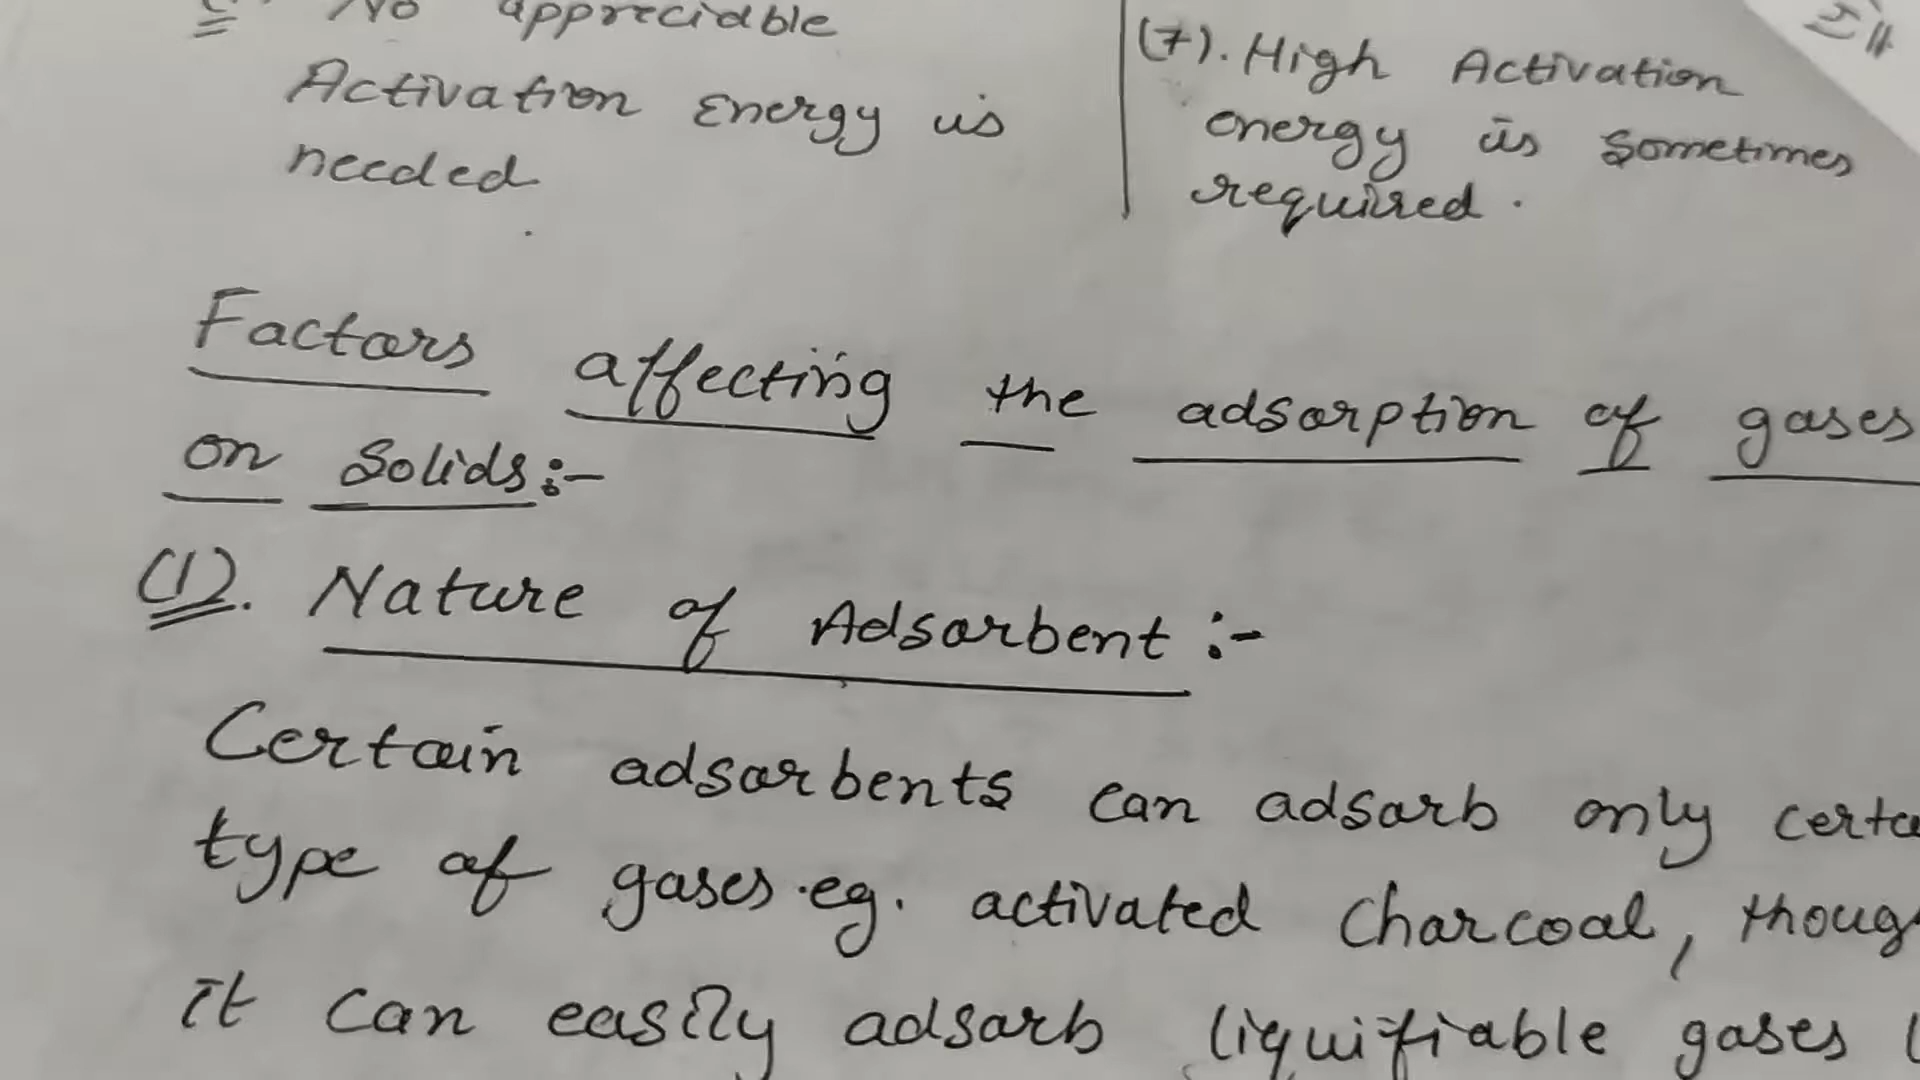 No appreciable
Activation Energy is
needed
(7). High Activation
energy is sometimes
required.
Factors affecting the adsorption of gases
on Solids:-
(1). Nature of Adsorbent :-
Certain adsorbents can adsorb only certa
type of gases. eg. activated charcoal, thoug
it can easily adsorb liquifiable gases (